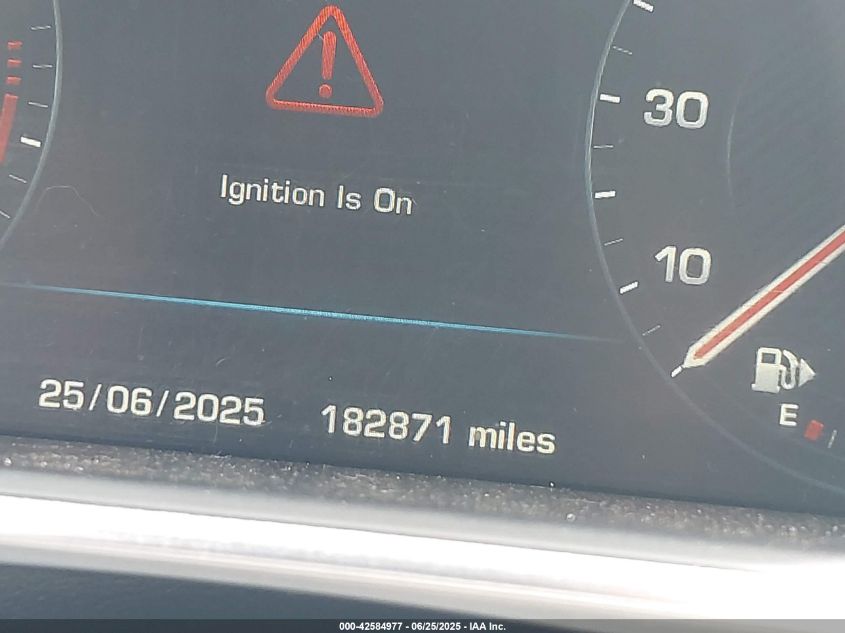 30
Ignition Is On
10
E
25/06/2025 182871 miles
000-42584977 - 06/25/2025 - IAA Inc.